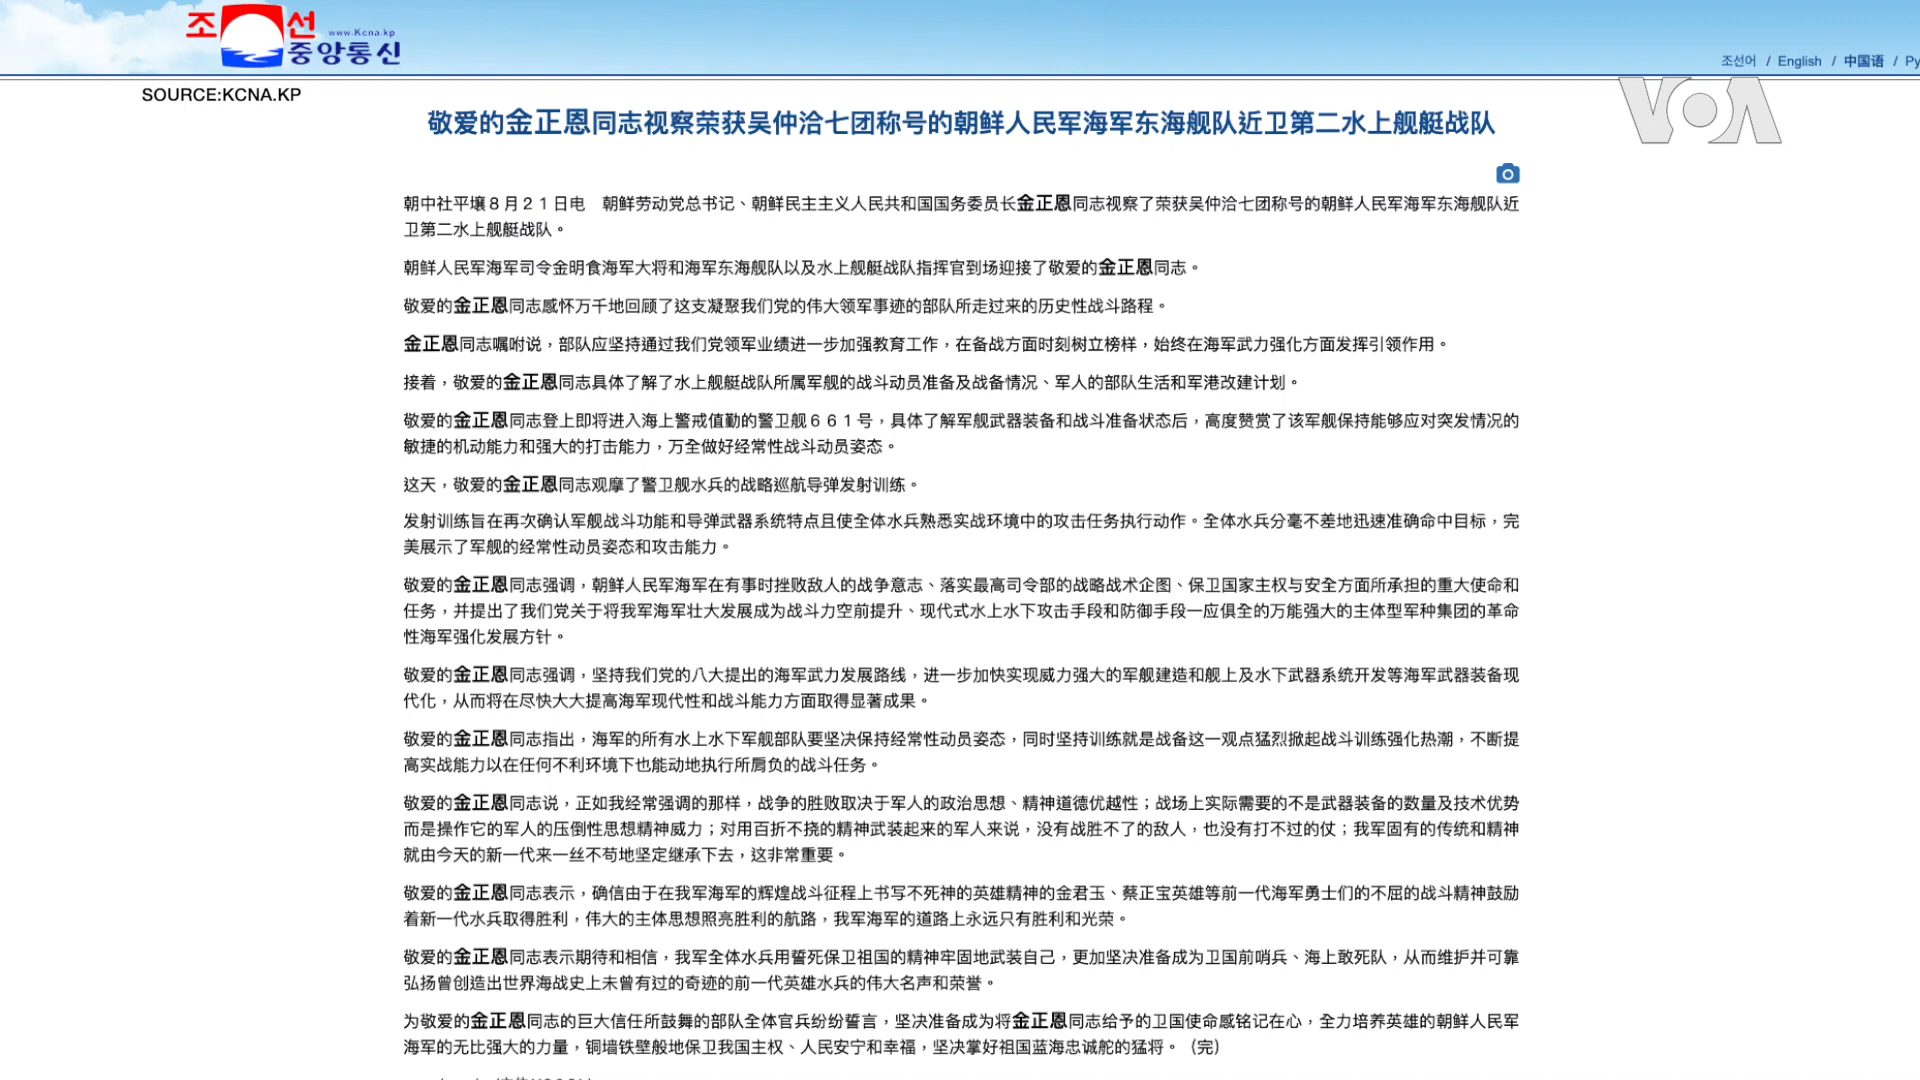 조선
www.Kcna.kp
중앙통신
조선어 / English / 中国语 / Ру
SOURCE:KCNA.KP
VOA
敬爱的金正恩同志视察荣获吴仲洽七团称号的朝鲜人民军海军东海舰队近卫第二水上舰艇战队
朝中社平壤８月２１日电　朝鲜劳动党总书记、朝鲜民主主义人民共和国国务委员长金正恩同志视察了荣获吴仲洽七团称号的朝鲜人民军海军东海舰队近
卫第二水上舰艇战队。
朝鲜人民军海军司令金明食海军大将和海军东海舰队以及水上舰艇战队指挥官到场迎接了敬爱的金正恩同志。
敬爱的金正恩同志感怀万千地回顾了这支凝聚我们党的伟大领军事迹的部队所走过来的历史性战斗路程。
金正恩同志嘱咐说，部队应坚持通过我们党领军业绩进一步加强教育工作，在备战方面时刻树立榜样，始终在海军武力强化方面发挥引领作用。
接着，敬爱的金正恩同志具体了解了水上舰艇战队所属军舰的战斗动员准备及战备情况、军人的部队生活和军港改建计划。
敬爱的金正恩同志登上即将进入海上警戒值勤的警卫舰６６１号，具体了解军舰武器装备和战斗准备状态后，高度赞赏了该军舰保持能够应对突发情况的
敏捷的机动能力和强大的打击能力，万全做好经常性战斗动员姿态。
这天，敬爱的金正恩同志观摩了警卫舰水兵的战略巡航导弹发射训练。
发射训练旨在再次确认军舰战斗功能和导弹武器系统特点且使全体水兵熟悉实战环境中的攻击任务执行动作。全体水兵分毫不差地迅速准确命中目标，完
美展示了军舰的经常性动员姿态和攻击能力。
敬爱的金正恩同志强调，朝鲜人民军海军在有事时挫败敌人的战争意志、落实最高司令部的战略战术企图、保卫国家主权与安全方面所承担的重大使命和
任务，并提出了我们党关于将我军海军壮大发展成为战斗力空前提升、现代式水上水下攻击手段和防御手段一应俱全的万能强大的主体型军种集团的革命
性海军强化发展方针。
敬爱的金正恩同志强调，坚持我们党的八大提出的海军武力发展路线，进一步加快实现威力强大的军舰建造和舰上及水下武器系统开发等海军武器装备现
代化，从而将在尽快大大提高海军现代性和战斗能力方面取得显著成果。
敬爱的金正恩同志指出，海军的所有水上水下军舰部队要坚决保持经常性动员姿态，同时坚持训练就是战备这一观点猛烈掀起战斗训练强化热潮，不断提
高实战能力以在任何不利环境下也能动地执行所肩负的战斗任务。
敬爱的金正恩同志说，正如我经常强调的那样，战争的胜败取决于军人的政治思想、精神道德优越性；战场上实际需要的不是武器装备的数量及技术优势
而是操作它的军人的压倒性思想精神威力；对用百折不挠的精神武装起来的军人来说，没有战胜不了的敌人，也没有打不过的仗；我军固有的传统和精神
就由今天的新一代来一丝不苟地坚定继承下去，这非常重要。
敬爱的金正恩同志表示，确信由于在我军海军的辉煌战斗征程上书写不死神的英雄精神的金君玉、蔡正宝英雄等前一代海军勇士们的不屈的战斗精神鼓励
着新一代水兵取得胜利，伟大的主体思想照亮胜利的航路，我军海军的道路上永远只有胜利和光荣。
敬爱的金正恩同志表示期待和相信，我军全体水兵用誓死保卫祖国的精神牢固地武装自己，更加坚决准备成为卫国前哨兵、海上敢死队，从而维护并可靠
弘扬曾创造出世界海战史上未曾有过的奇迹的前一代英雄水兵的伟大名声和荣誉。
为敬爱的金正恩同志的巨大信任所鼓舞的部队全体官兵纷纷誓言，坚决准备成为将金正恩同志给予的卫国使命感铭记在心，全力培养英雄的朝鲜人民军
海军的无比强大的力量，铜墙铁壁般地保卫我国主权、人民安宁和幸福，坚决掌好祖国蓝海忠诚舵的猛将。（完）